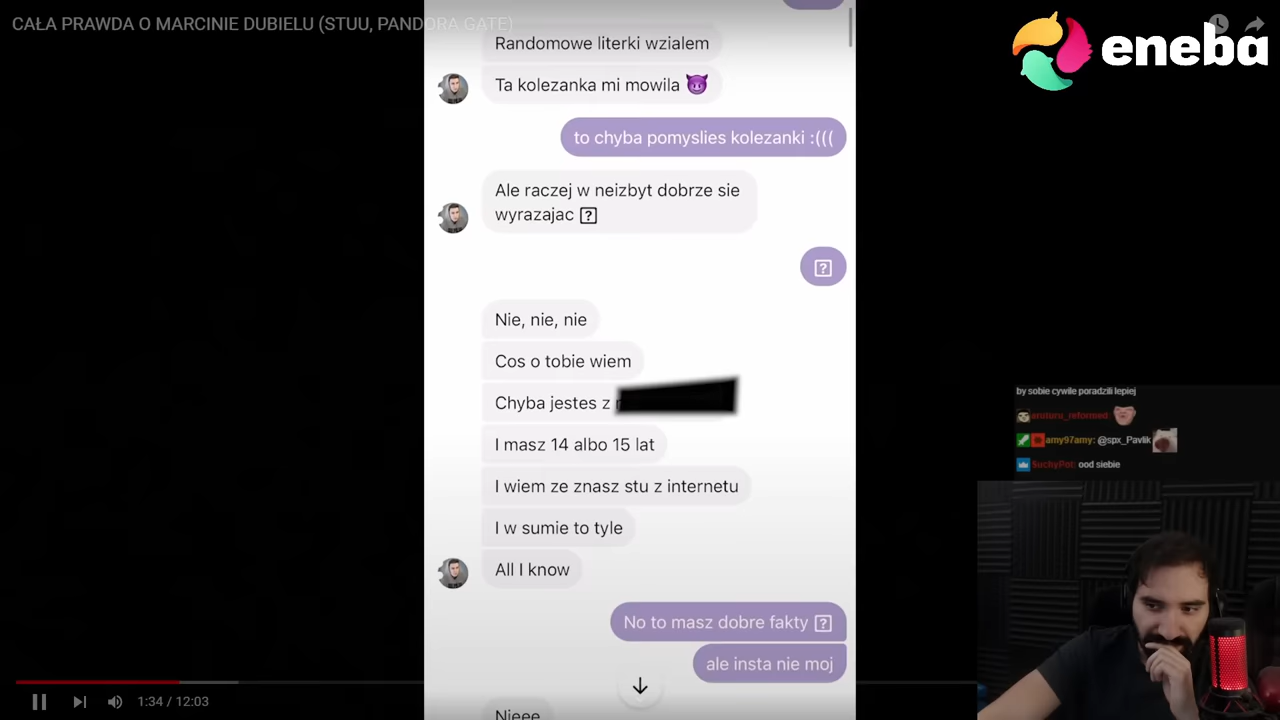 CAŁA PRAWDA O MARCINIE DUBIELU (STUU, PANDORA GATE)
eneba
Randomowe literki wzialem
Ta kolezanka mi mowila 😈
to chyba pomyslies kolezanki :(((
Ale raczej w neizbyt dobrze sie
wyrazajac
Nie, nie, nie
Cos o tobie wiem
Chyba jestes z
I masz 14 albo 15 lat
I wiem ze znasz stu z internetu
I w sumie to tyle
All I know
No to masz dobre fakty
ale insta nie moj
Nieee
by sobie cywile poradzili lepiej
amy97amy: @spx_Pavlik
SuchyPot: ood siebie
1:34 / 12:03